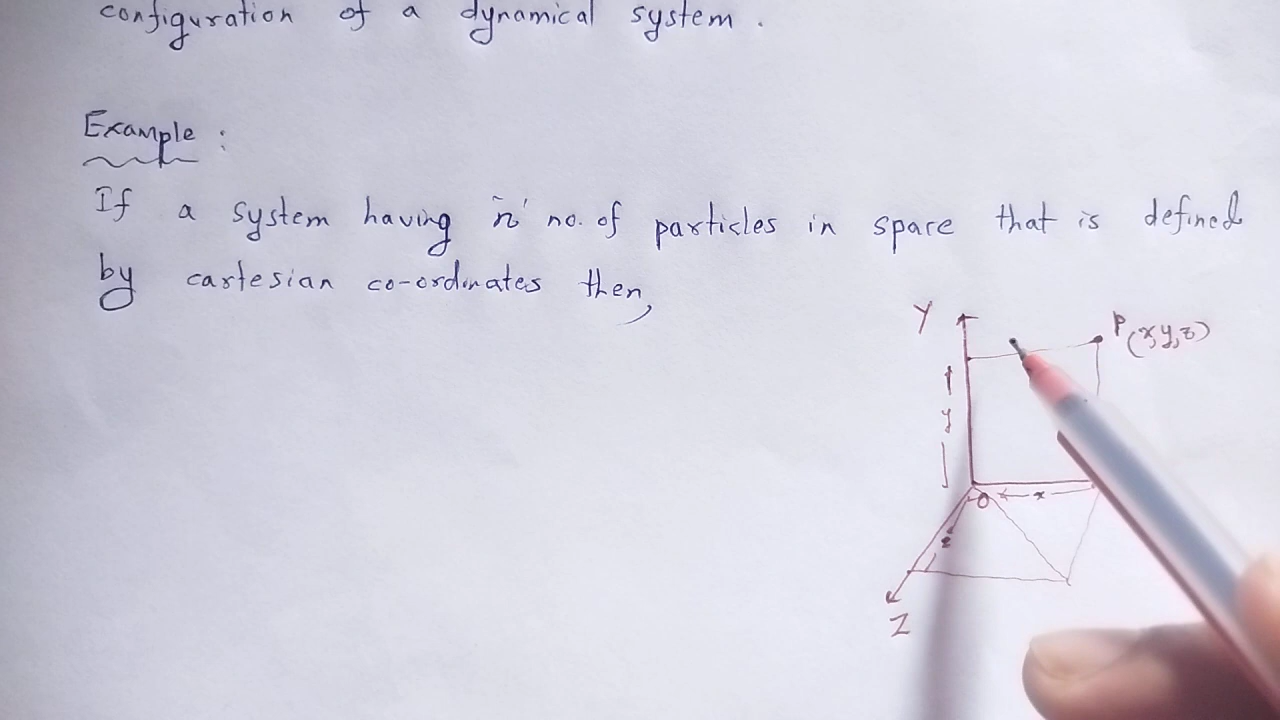 configuration of a dynamical system.
Example :
If a system having 'n' no. of particles in space that is defined
by cartesian co-ordinates then,
Y
P(x,y,z)
y
O
x
z
Z